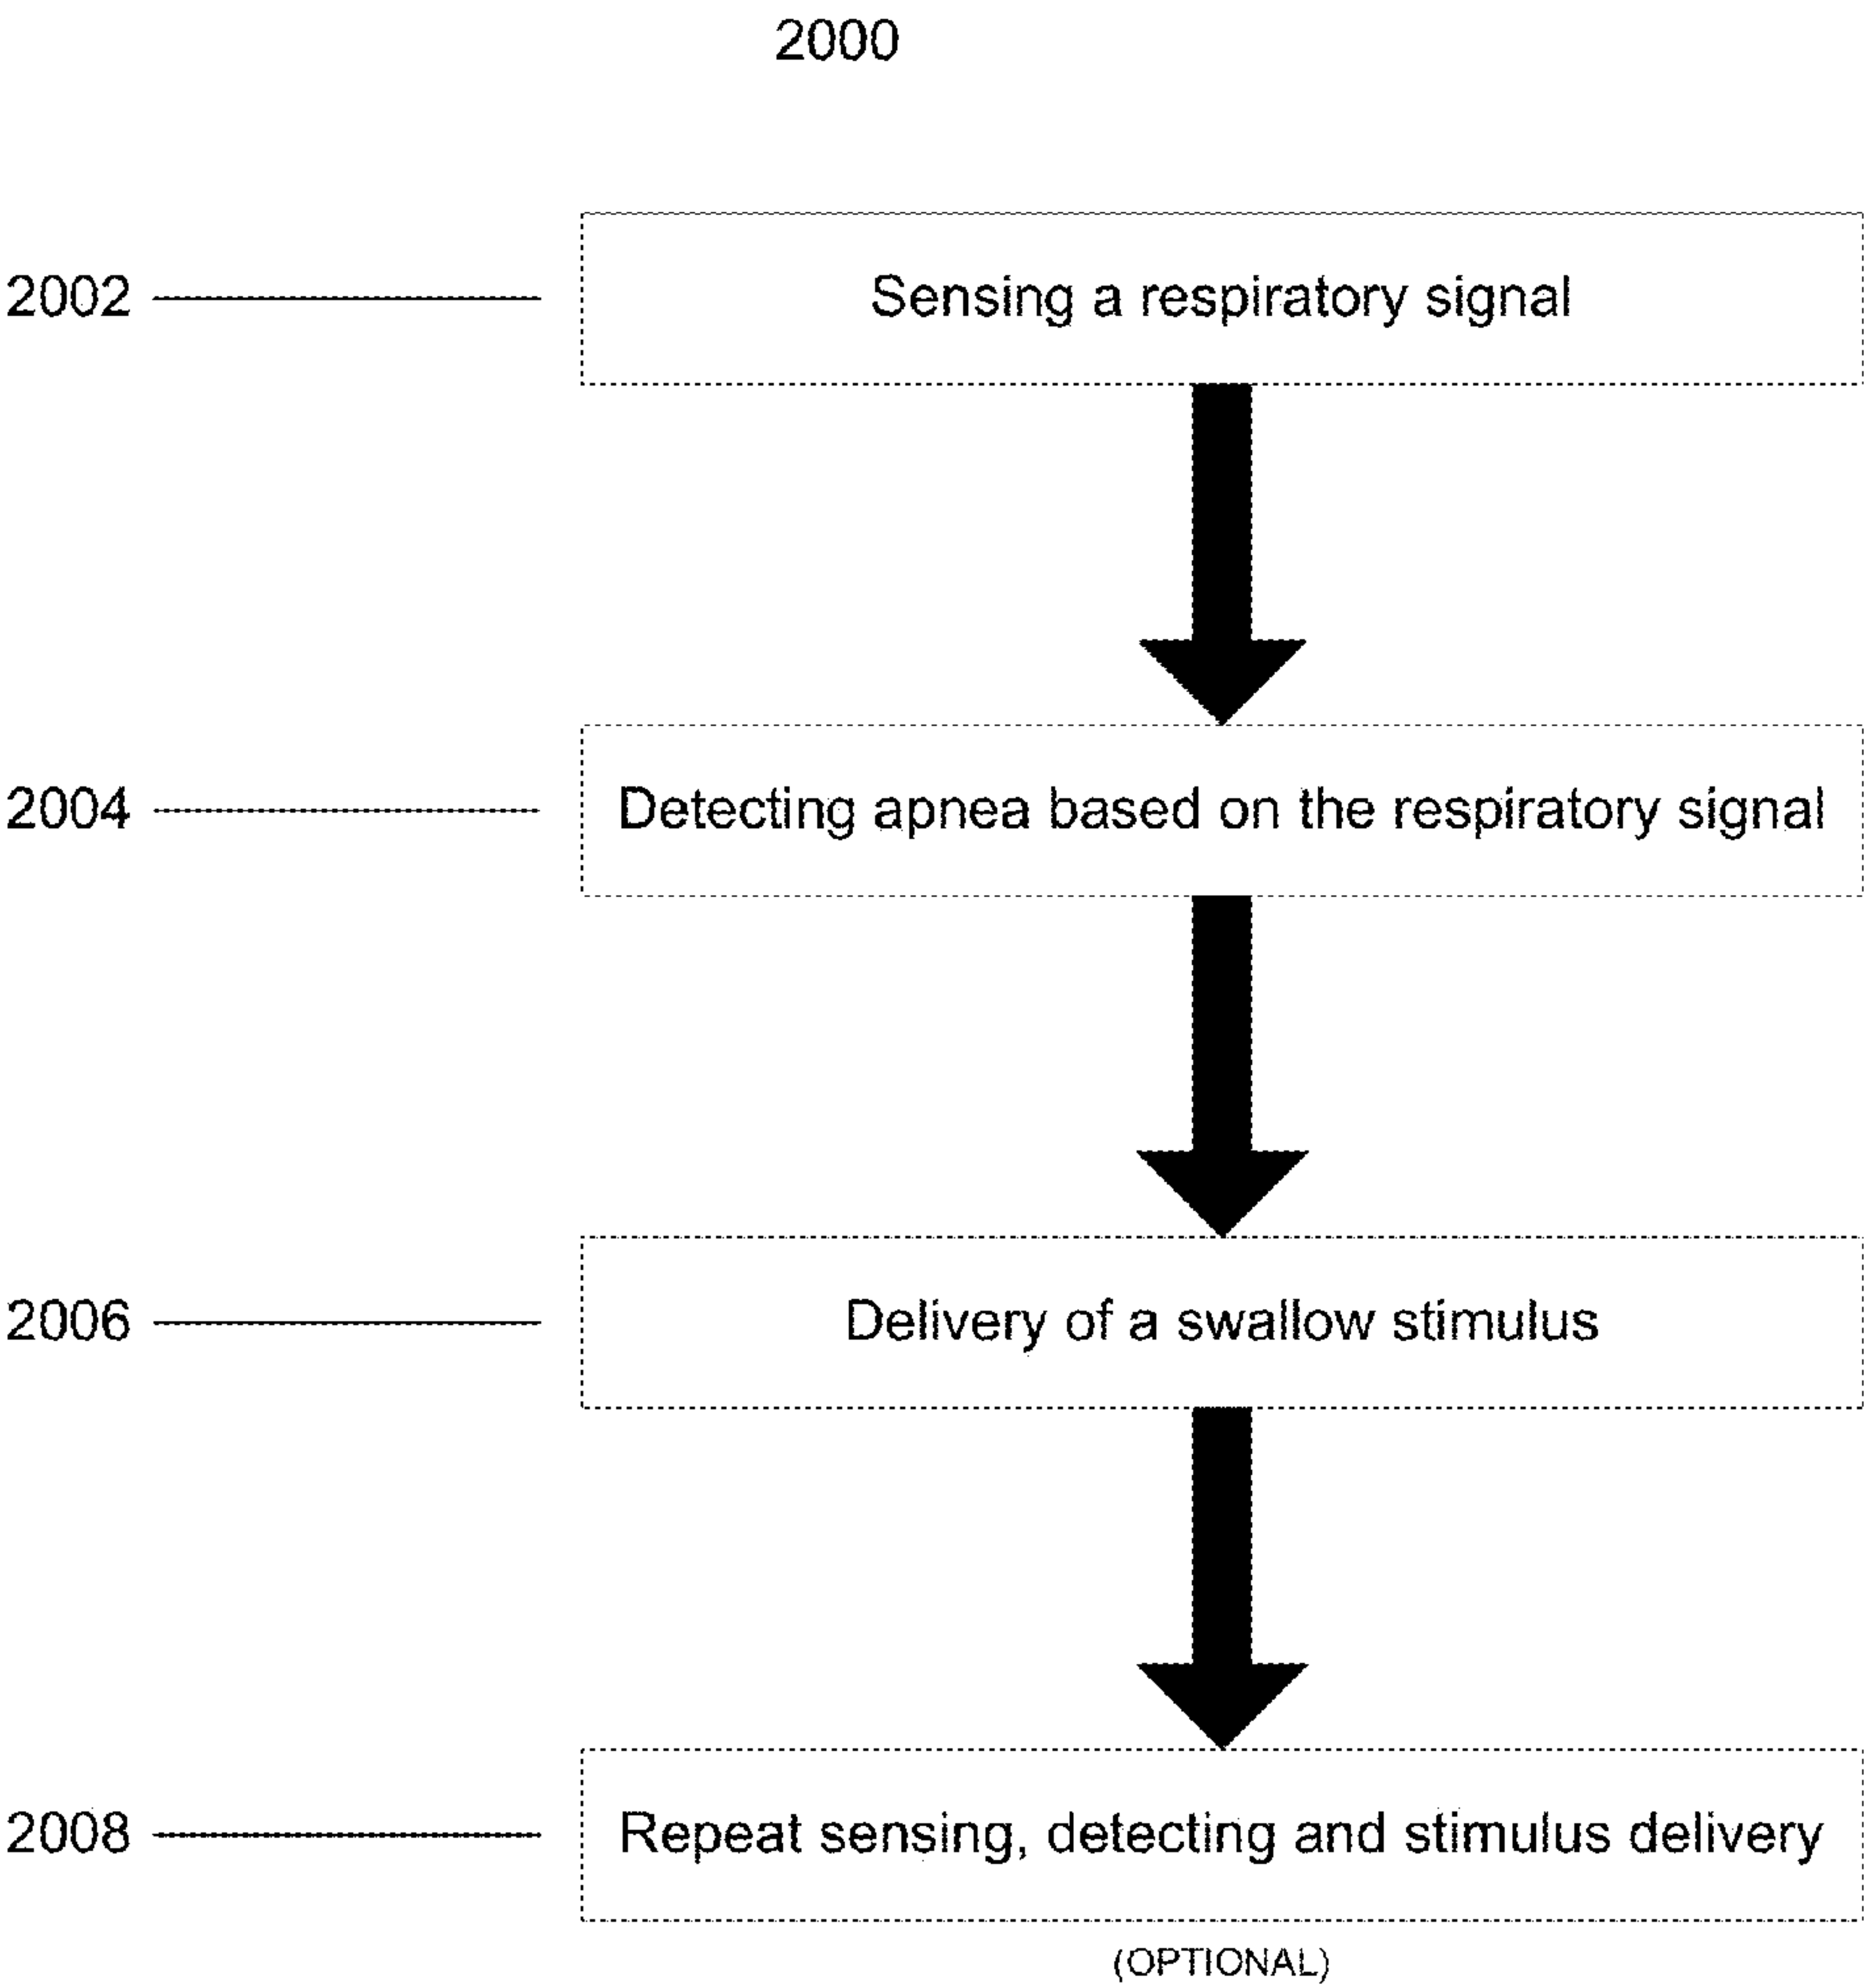 2000
2002
Sensing a respiratory signal
2004
Detecting apnea based on the respiratory signal
2006
Delivery of a swallow stimulus
2008
Repeat sensing, detecting and stimulus delivery
(OPTIONAL)